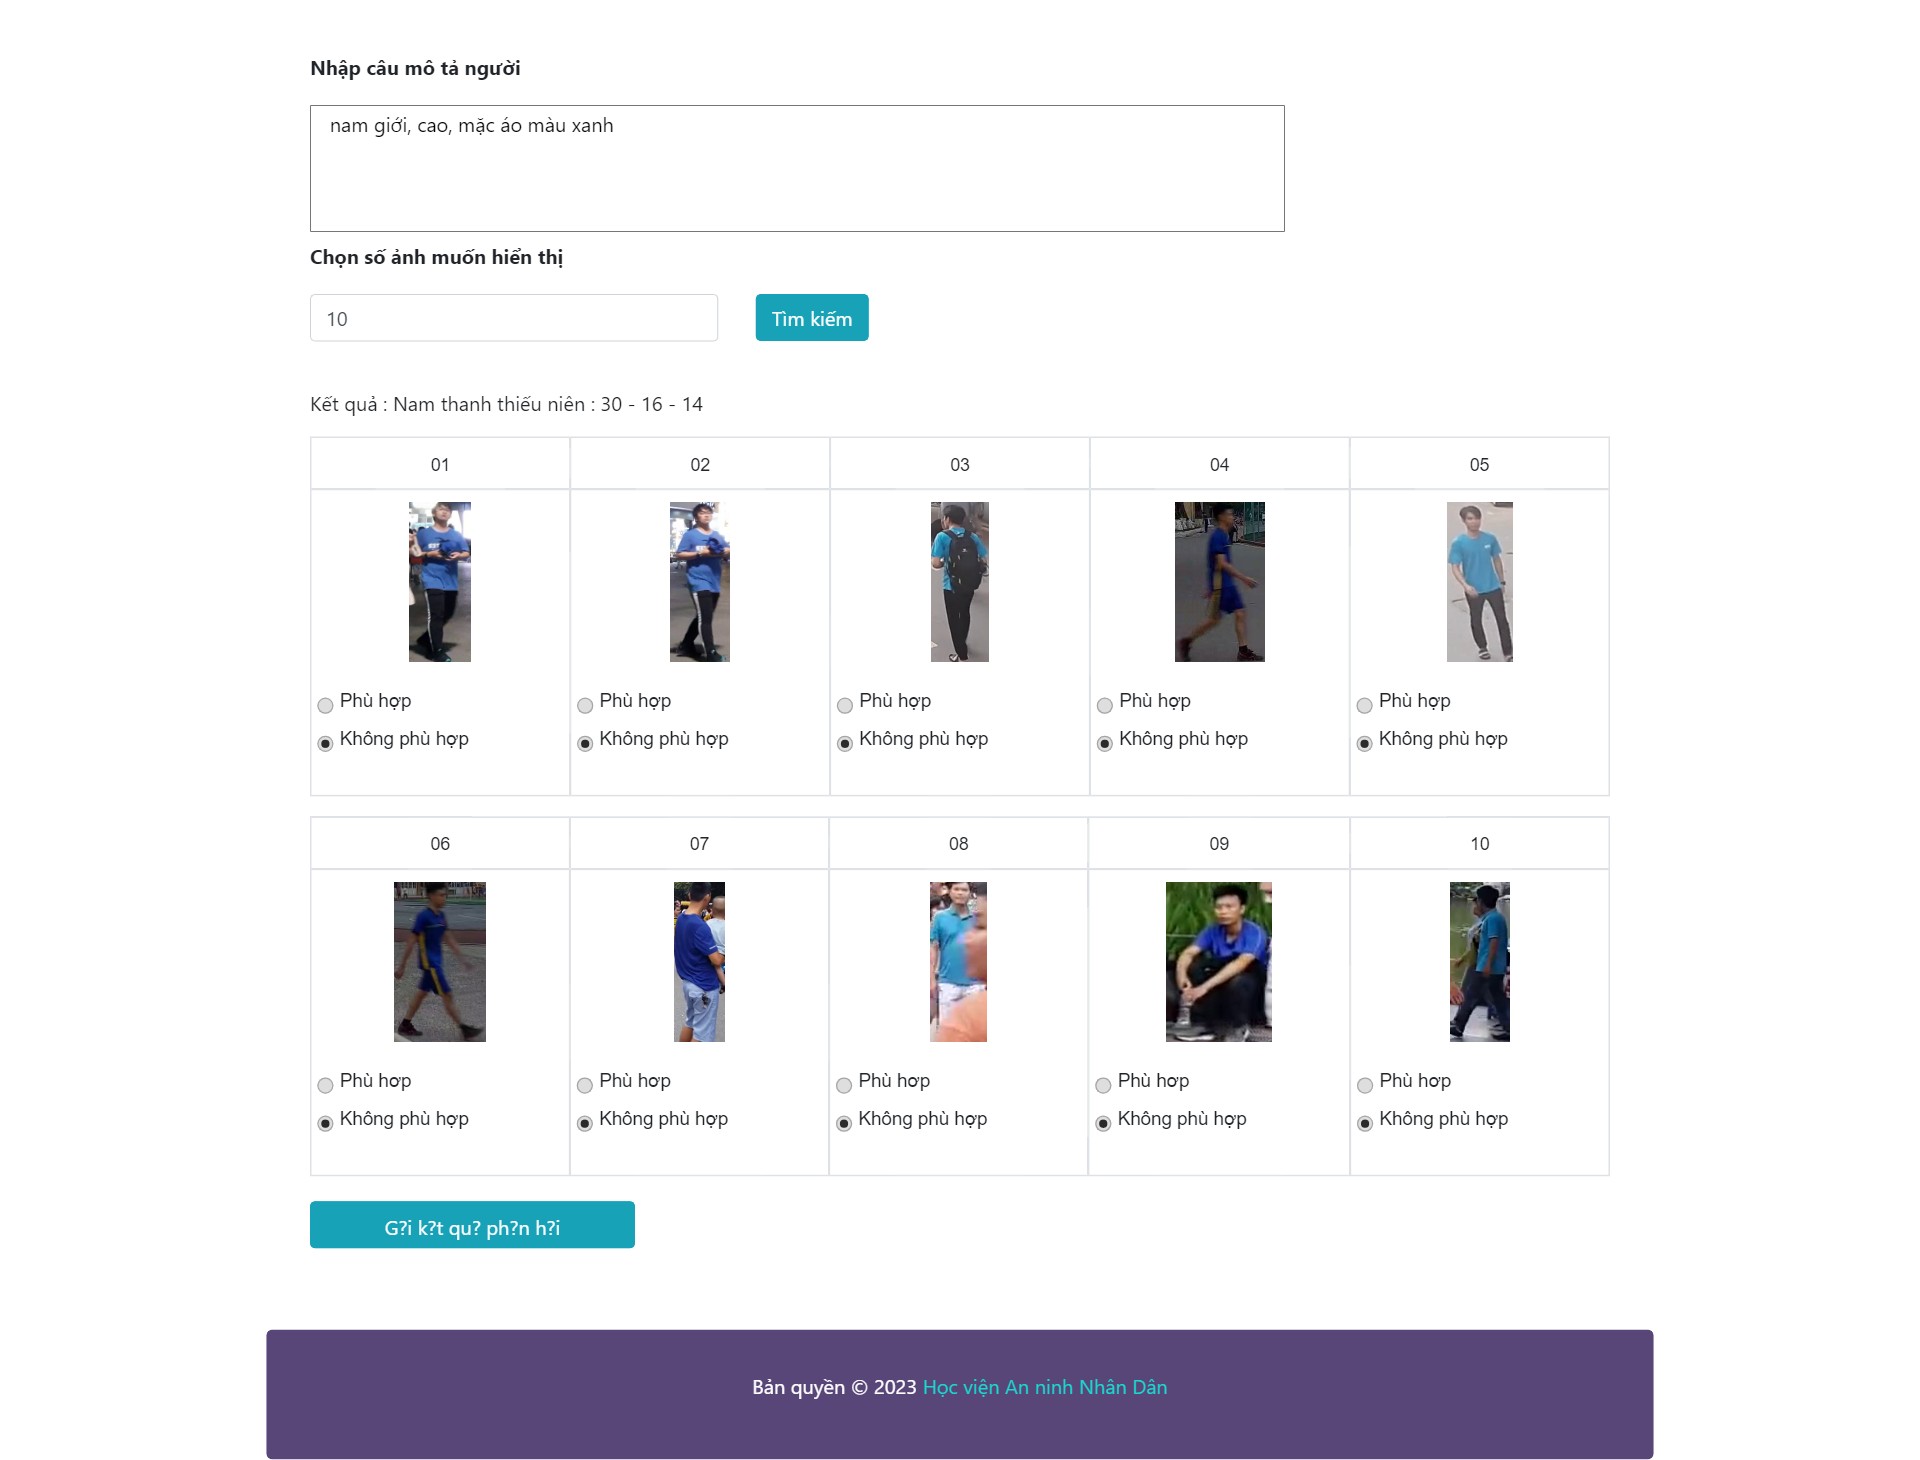 Nhập câu mô tả người
nam giới, cao, mặc áo màu xanh
Chọn số ảnh muốn hiển thị
10
Tìm kiếm
Kết quả : Nam thanh thiếu niên : 30 - 16 - 14
01 02 03 04 05
Phù hợp Phù hợp Phù hợp Phù hợp Phù hợp
Không phù hợp Không phù hợp Không phù hợp Không phù hợp Không phù hợp
06 07 08 09 10
Phù hơp Phù hơp Phù hơp Phù hơp Phù hơp
Không phù hợp Không phù hợp Không phù hợp Không phù hợp Không phù hợp
G?i k?t qu? ph?n h?i
Bản quyền © 2023 Học viện An ninh Nhân Dân